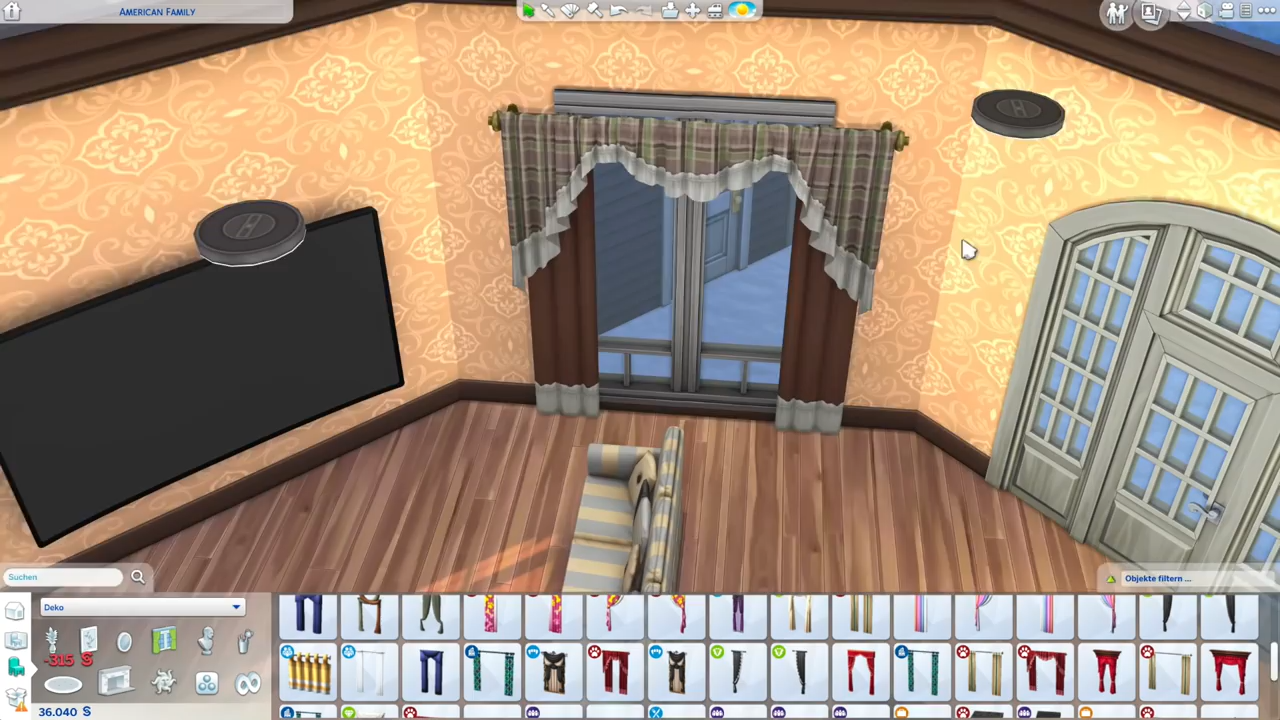 AMERICAN FAMILY
Suchen
Objekte filtern ...
Deko
-315 S
36.040 S